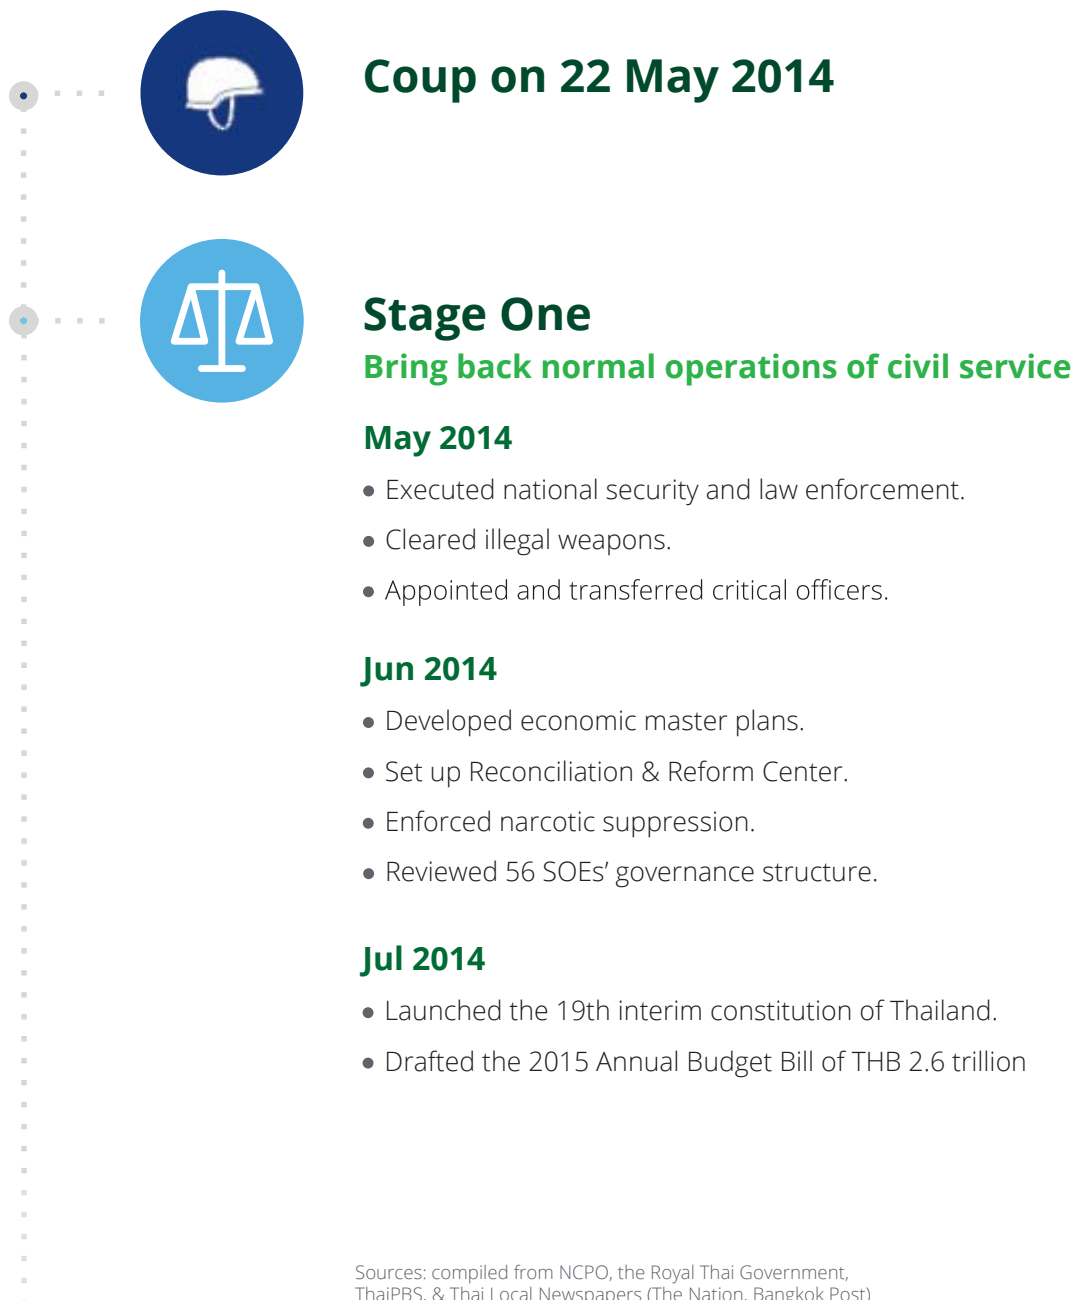 Coup on 22 May 2014
Stage One
Bring back normal operations of civil service
May 2014
• Executed national security and law enforcement.
• Cleared illegal weapons.
• Appointed and transferred critical officers.
Jun 2014
• Developed economic master plans.
• Set up Reconciliation & Reform Center.
• Enforced narcotic suppression.
• Reviewed 56 SOEs’ governance structure.
Jul 2014
• Launched the 19th interim constitution of Thailand.
• Drafted the 2015 Annual Budget Bill of THB 2.6 trillion
Sources: compiled from NCPO, the Royal Thai Government,
ThaiPBS, & Thai Local Newspapers (The Nation, Bangkok Post)